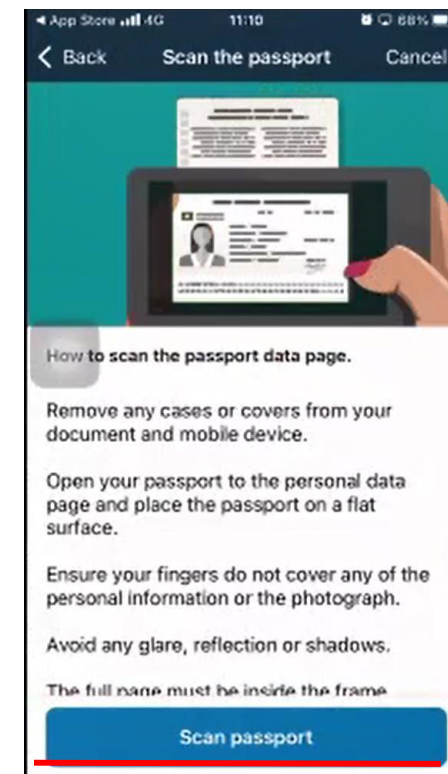 App Store 4G 11:10 68%
Back Scan the passport Cancel
How to scan the passport data page.
Remove any cases or covers from your
document and mobile device.
Open your passport to the personal data
page and place the passport on a flat
surface.
Ensure your fingers do not cover any of the
personal information or the photograph.
Avoid any glare, reflection or shadows.
The full page must be inside the frame
Scan passport